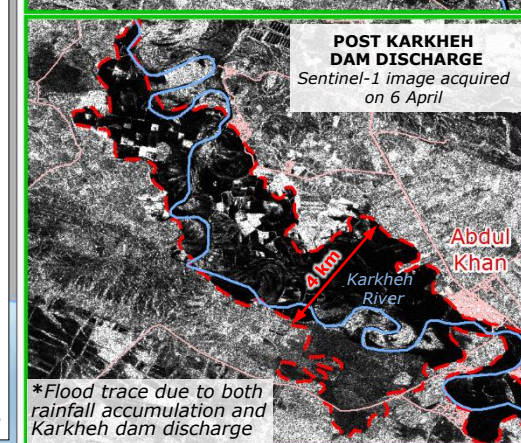 POST KARKHEH
DAM DISCHARGE
Sentinel-1 image acquired
on 6 April
Abdul
Khan
4 km
Karkheh
River
*Flood trace due to both
rainfall accumulation and
Karkheh dam discharge